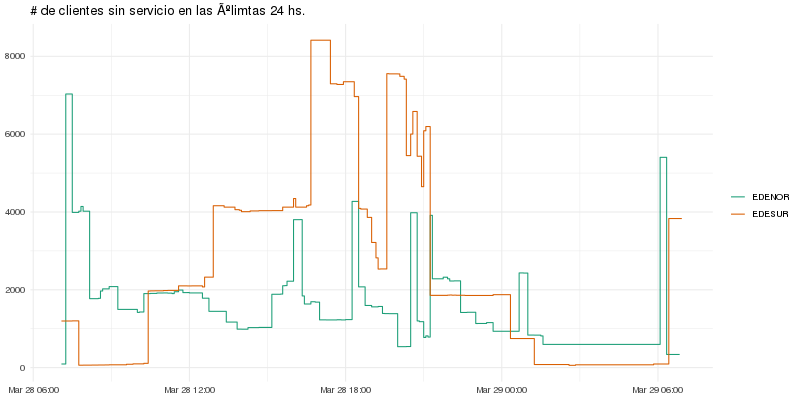 # de clientes sin servicio en las Ãºlimtas 24 hs.
8000
6000
4000
2000
0
EDENOR
EDESUR
Mar 28 06:00 Mar 28 12:00 Mar 28 18:00 Mar 29 00:00 Mar 29 06:00